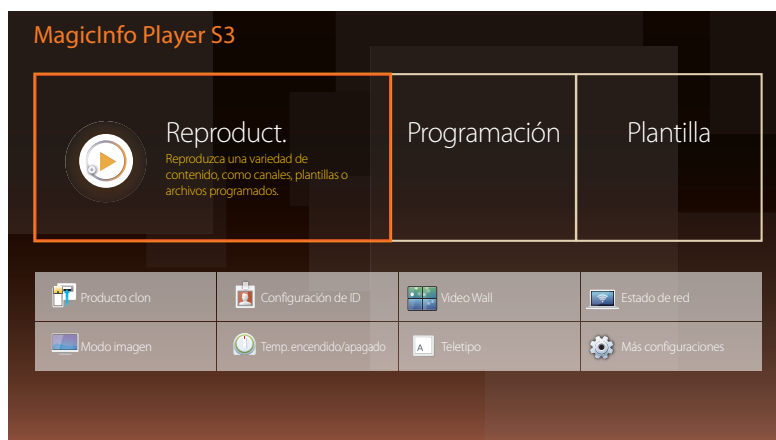 MagicInfo Player S3
Reproduct.
Reproduzca una variedad de
contenido, como canales, plantillas o
archivos programados.
Programación
Plantilla
Producto clon
Configuración de ID
Video Wall
Estado de red
Modo imagen
Temp. encendido/apagado
A
Teletipo
Más configuraciones